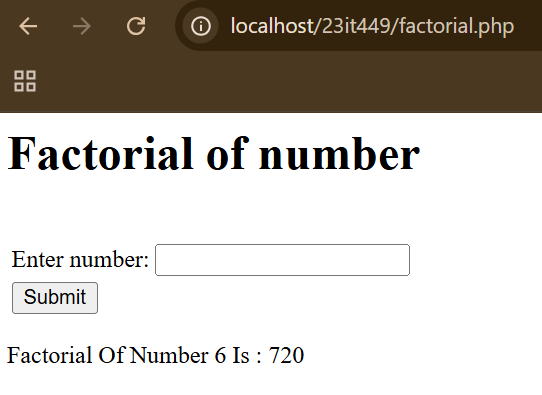 localhost/23it449/factorial.php
Factorial of number
Enter number:
Submit
Factorial Of Number 6 Is : 720